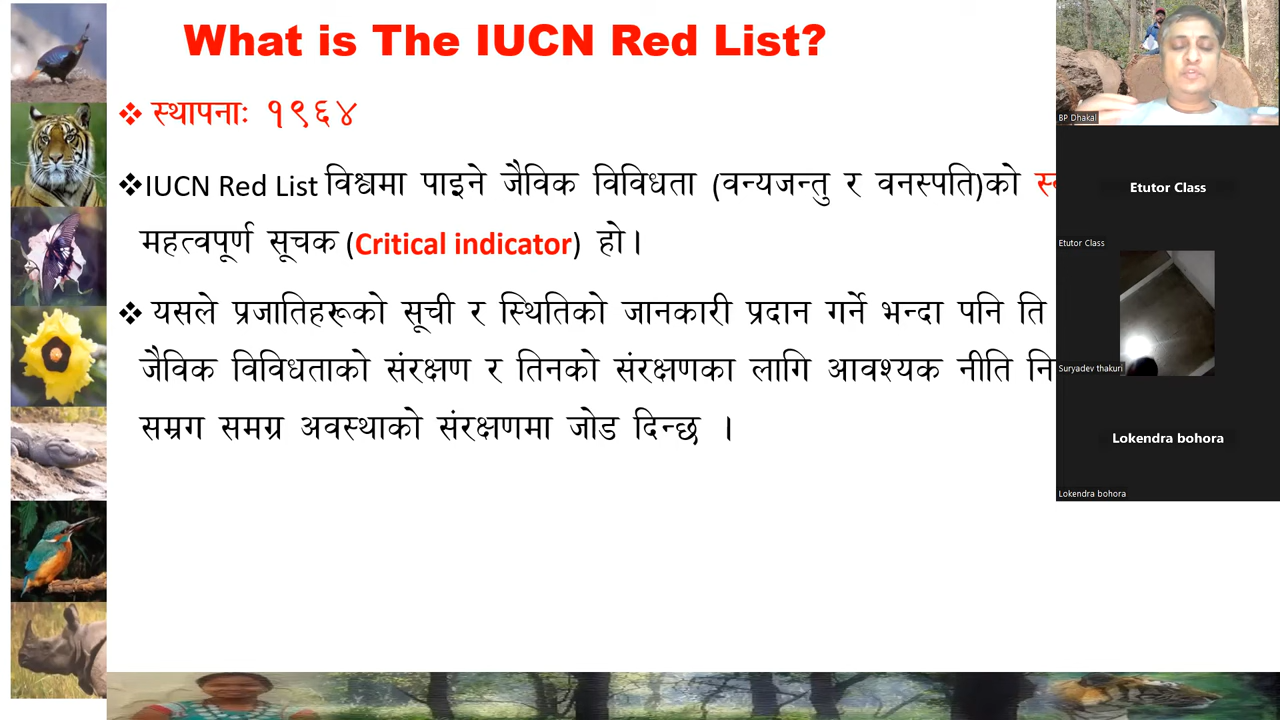 What is The IUCN Red List?
❖ स्थापनाः १९६४
❖IUCN Red List विश्वमा पाइने जैविक विविधता (वन्यजन्तु र वनस्पति)को
महत्वपूर्ण सूचक (Critical indicator) हो।
❖ यसले प्रजातिहरूको सूची र स्थितिको जानकारी प्रदान गर्ने भन्दा पनि ति
जैविक विविधताको संरक्षण र तिनको संरक्षणका लागि आवश्यक नीति नि
सम्रग समग्र अवस्थाको संरक्षणमा जोड दिन्छ ।
BP Dhakal
Etutor Class
Etutor Class
Suryadev thakuri
Lokendra bohora
Lokendra bohora